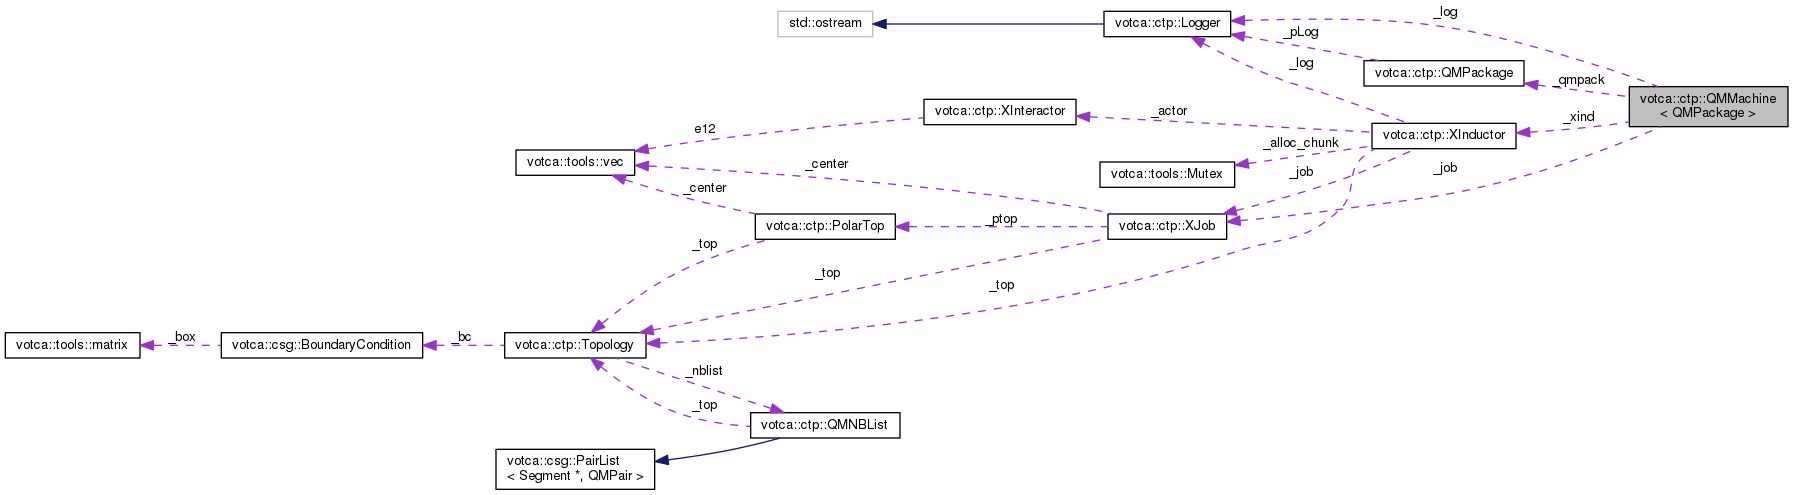 std::ostream
votca::ctp::Logger
_log
_pLog
_log
votca::ctp::QMPackage
_qmpack
votca::ctp::QMMachine
< QMPackage >
votca::ctp::XInteractor
_actor
_xind
e12
votca::ctp::XInductor
_alloc_chunk
votca::tools::vec
_center
votca::tools::Mutex
_job
_job
_center
votca::ctp::PolarTop
_ptop
votca::ctp::XJob
_top
_top
_top
votca::tools::matrix
_box
votca::csg::BoundaryCondition
_bc
votca::ctp::Topology
_nblist
_top
votca::ctp::QMNBList
votca::csg::PairList
< Segment *, QMPair >